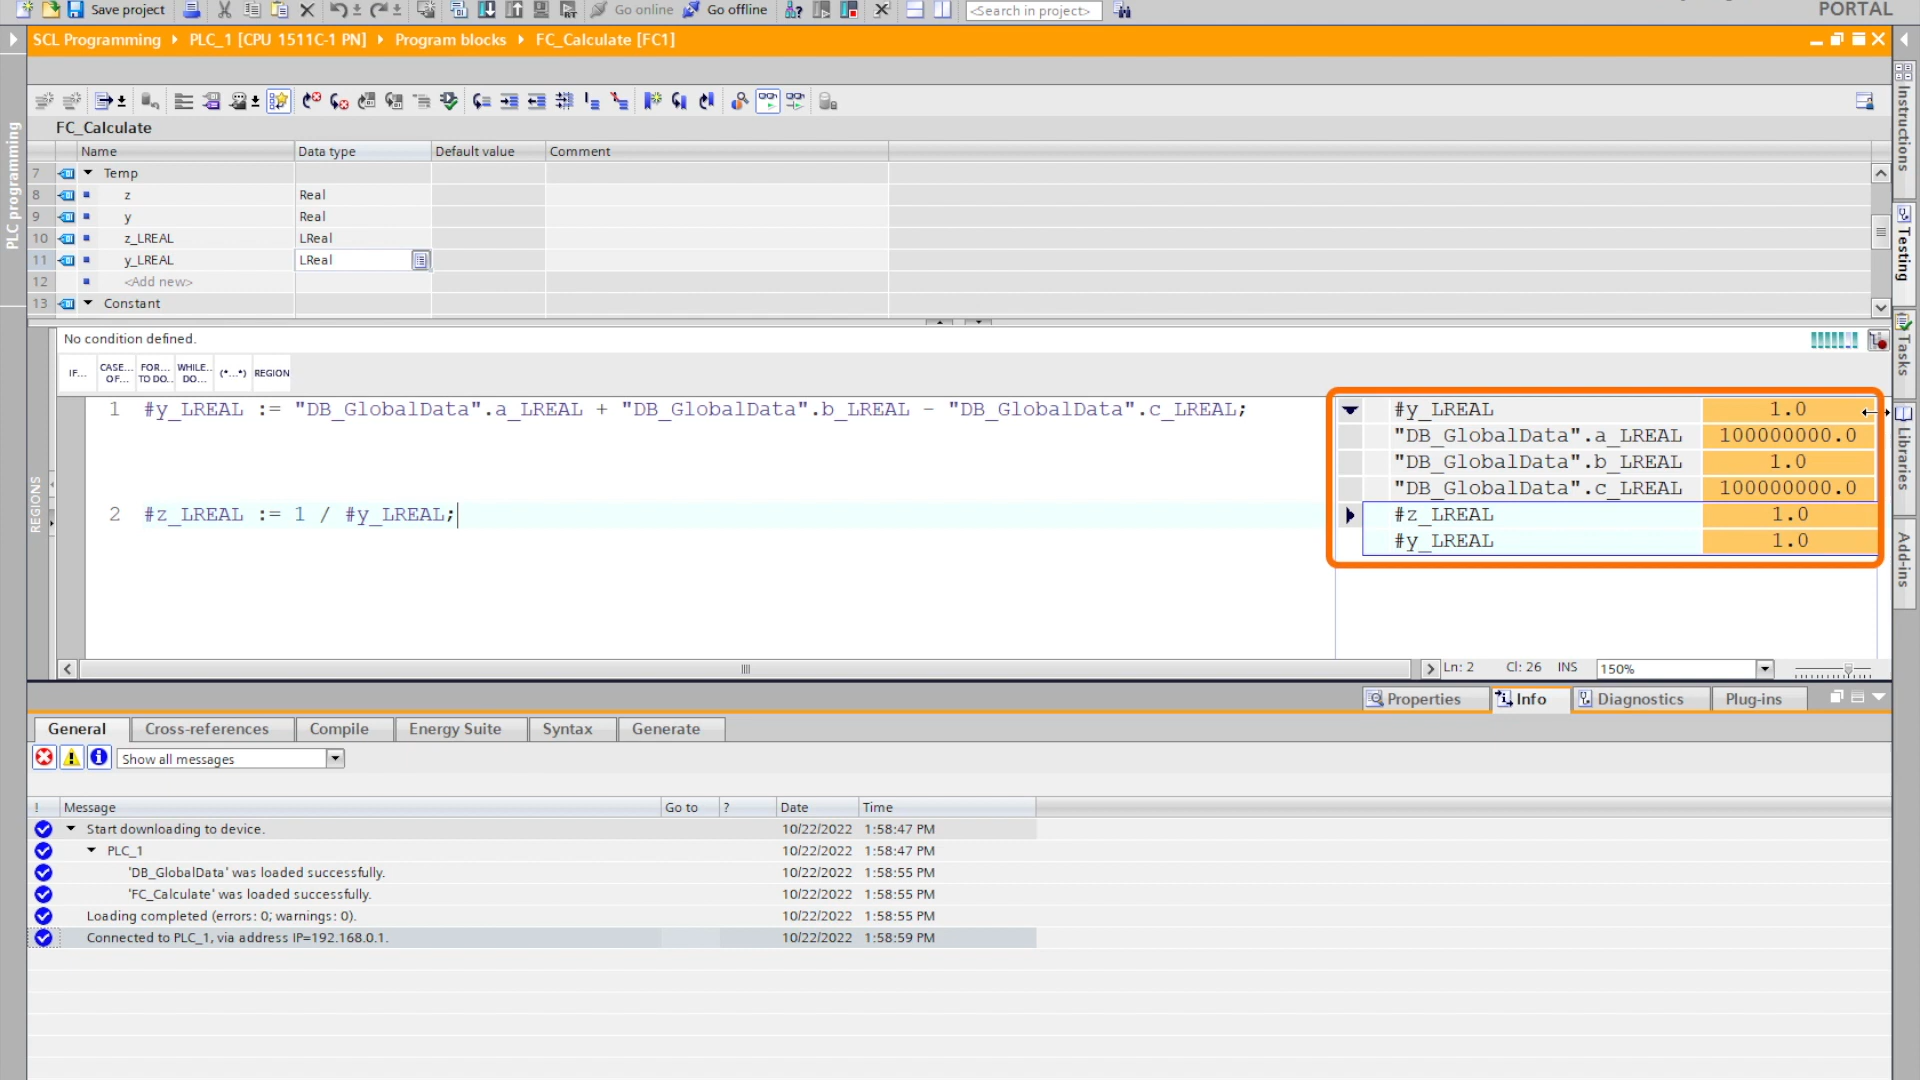 PORTAL
Save project
Go online
Go offline
<Search in project>
SCL Programming PLC_1 [CPU 1511C-1 PN] Program blocks FC_Calculate [FC1]
FC_Calculate
Name Data type Default value Comment
7 Temp
8 z Real
9 y Real
10 z_LREAL LReal
11 y_LREAL LReal
12 <Add new>
13 Constant
No condition defined.
IF... CASE... OF... FOR... TO DO... WHILE... DO... (*...*) REGION
1 #y_LREAL := "DB_GlobalData".a_LREAL + "DB_GlobalData".b_LREAL - "DB_GlobalData".c_LREAL;
2 #z_LREAL := 1 / #y_LREAL;
#y_LREAL 1.0
"DB_GlobalData".a_LREAL 100000000.0
"DB_GlobalData".b_LREAL 1.0
"DB_GlobalData".c_LREAL 100000000.0
#z_LREAL 1.0
#y_LREAL 1.0
Ln: 2 Cl: 26 INS 150%
Properties Info Diagnostics Plug-ins
General Cross-references Compile Energy Suite Syntax Generate
Show all messages
! Message Go to ? Date Time
Start downloading to device. 10/22/2022 1:58:47 PM
PLC_1 10/22/2022 1:58:47 PM
'DB_GlobalData' was loaded successfully. 10/22/2022 1:58:55 PM
'FC_Calculate' was loaded successfully. 10/22/2022 1:58:55 PM
Loading completed (errors: 0; warnings: 0). 10/22/2022 1:58:55 PM
Connected to PLC_1, via address IP=192.168.0.1. 10/22/2022 1:58:59 PM
PLC programming
REGIONS
Instructions
Testing
Tasks
Libraries
Add-ins